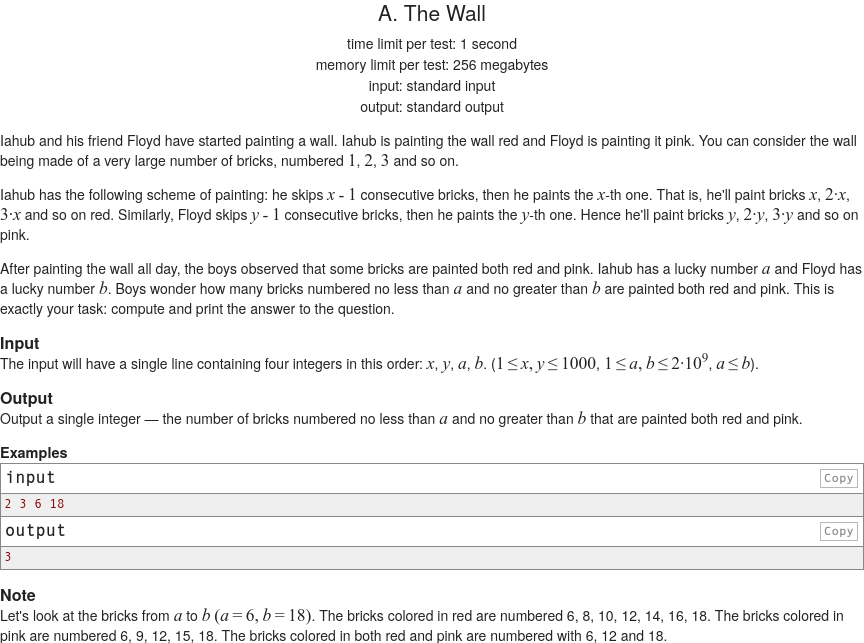 A. The Wall
time limit per test: 1 second
memory limit per test: 256 megabytes
input: standard input
output: standard output
Iahub and his friend Floyd have started painting a wall. Iahub is painting the wall red and Floyd is painting it pink. You can consider the wall
being made of a very large number of bricks, numbered 1, 2, 3 and so on.
Iahub has the following scheme of painting: he skips x - 1 consecutive bricks, then he paints the x-th one. That is, he'll paint bricks x, 2·x,
3·x and so on red. Similarly, Floyd skips y - 1 consecutive bricks, then he paints the y-th one. Hence he'll paint bricks y, 2·y, 3·y and so on
pink.
After painting the wall all day, the boys observed that some bricks are painted both red and pink. Iahub has a lucky number a and Floyd has
a lucky number b. Boys wonder how many bricks numbered no less than a and no greater than b are painted both red and pink. This is
exactly your task: compute and print the answer to the question.
Input
The input will have a single line containing four integers in this order: x, y, a, b. (1 ≤ x, y ≤ 1000, 1 ≤ a, b ≤ 2·10⁹, a ≤ b).
Output
Output a single integer — the number of bricks numbered no less than a and no greater than b that are painted both red and pink.
Examples
input Copy
2 3 6 18
output Copy
3
Note
Let's look at the bricks from a to b (a = 6, b = 18). The bricks colored in red are numbered 6, 8, 10, 12, 14, 16, 18. The bricks colored in
pink are numbered 6, 9, 12, 15, 18. The bricks colored in both red and pink are numbered with 6, 12 and 18.